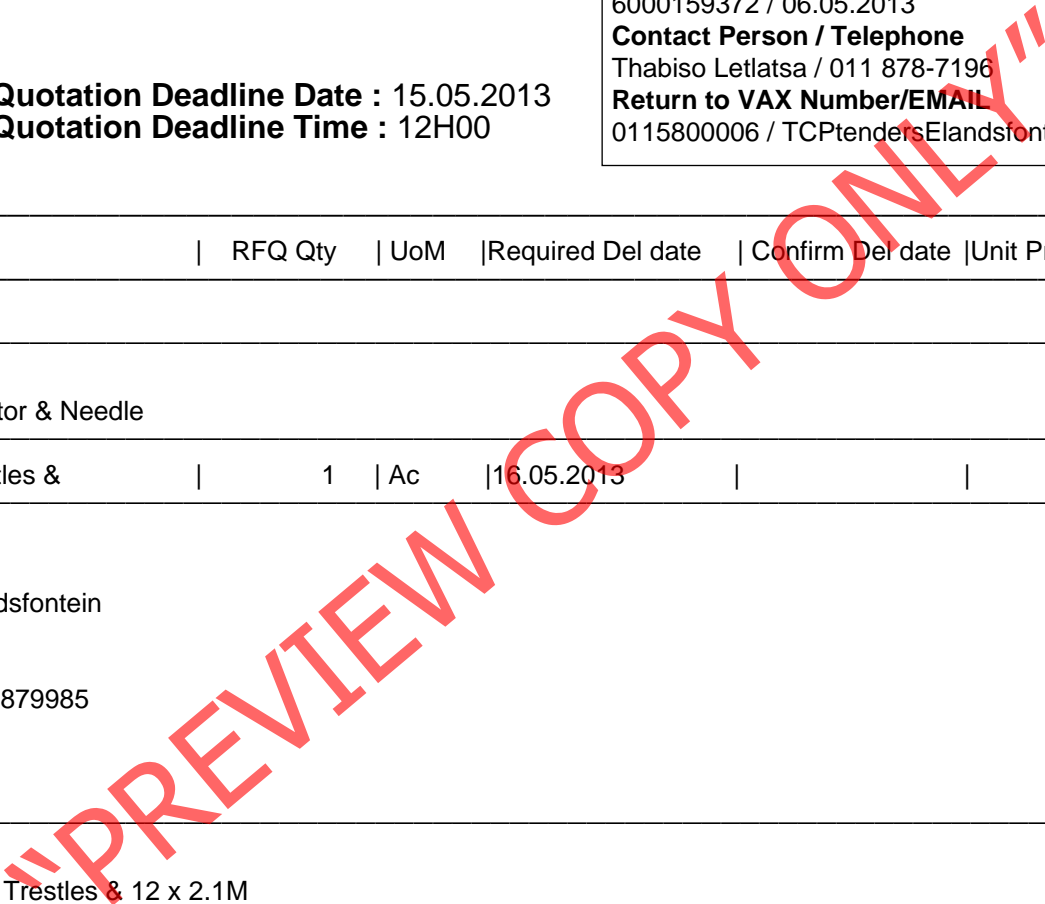 6000159372 / 06.05.2013
Contact Person / Telephone
Thabiso Letlatsa / 011 878-7196
Quotation Deadline Date : 15.05.2013
Return to VAX Number/EMAIL
Quotation Deadline Time : 12H00
0115800006 / TCPtendersElandsfont
| RFQ Qty | UoM |Required Del date | Confirm Del date |Unit Pr
tor & Needle
tles & | 1 | Ac |16.05.2013 | |
dsfontein
879985
Trestles & 12 x 2.1M
"PREVIEW COPY ONLY"